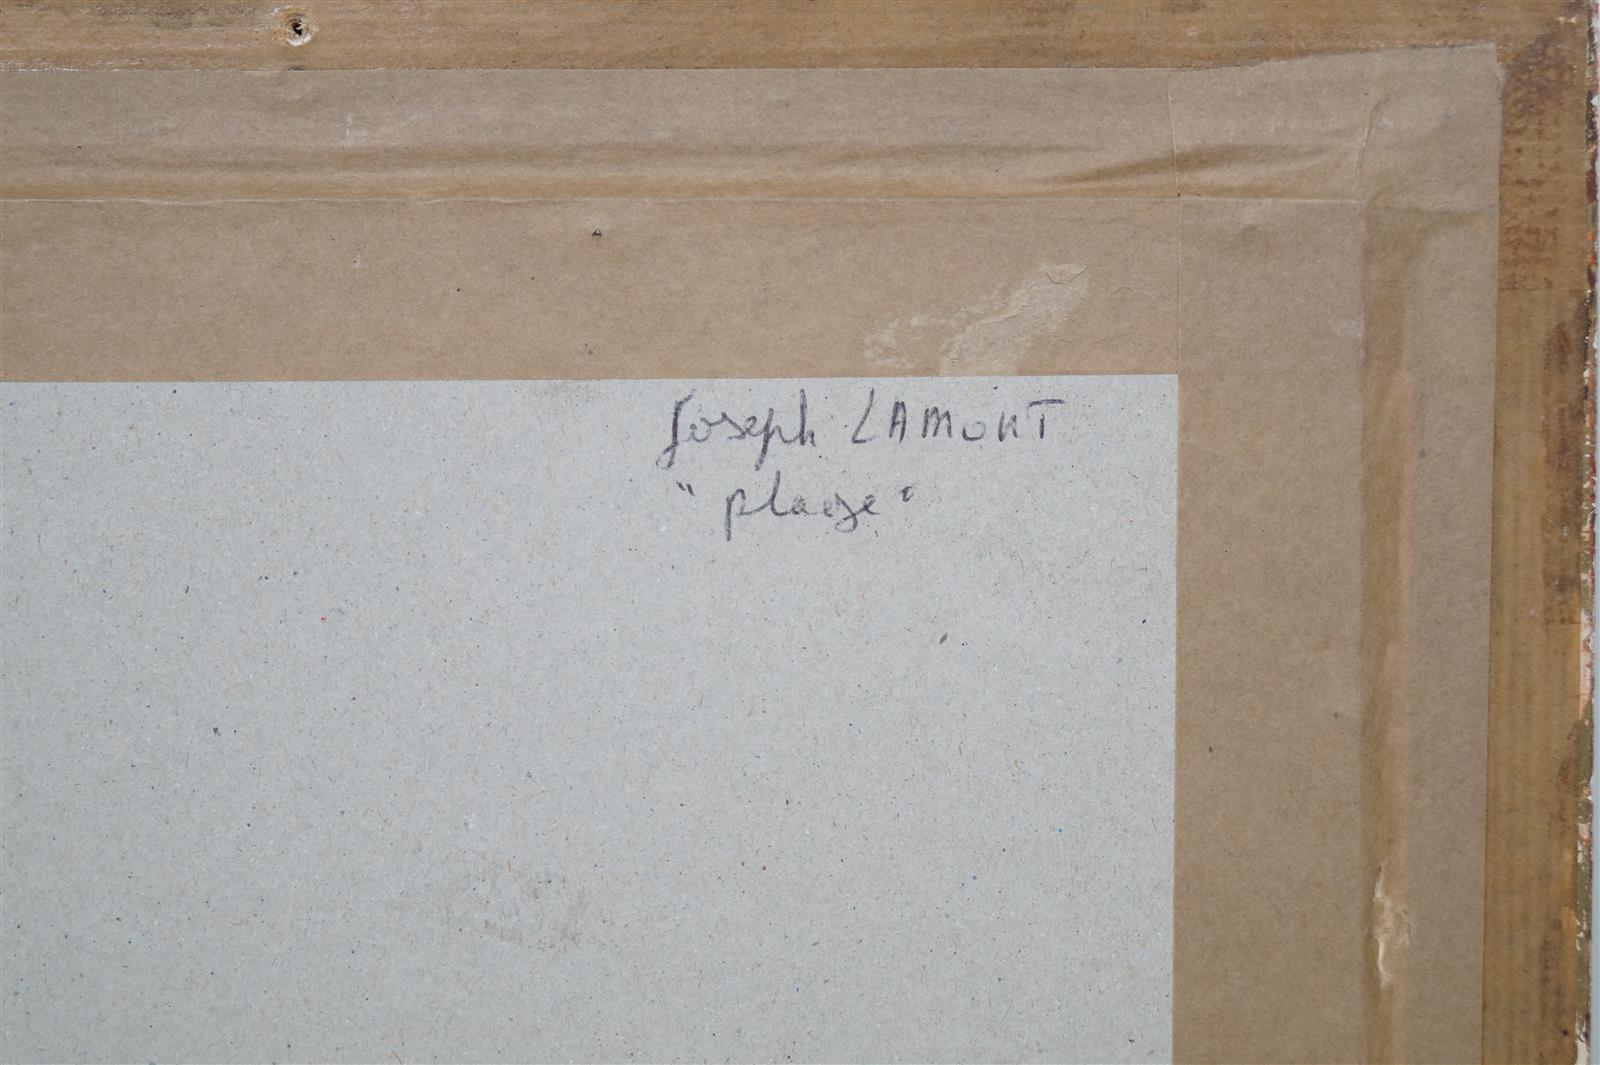 Joseph LAMONT
" plage "